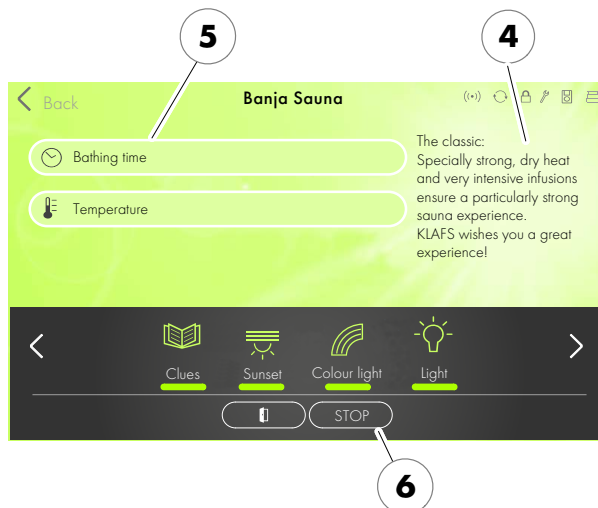 5
4
Back
Banja Sauna
Bathing time
Temperature
The classic:
Specially strong, dry heat
and very intensive infusions
ensure a particularly strong
sauna experience.
KLAFS wishes you a great
experience!
Clues
Sunset
Colour light
Light
STOP
6